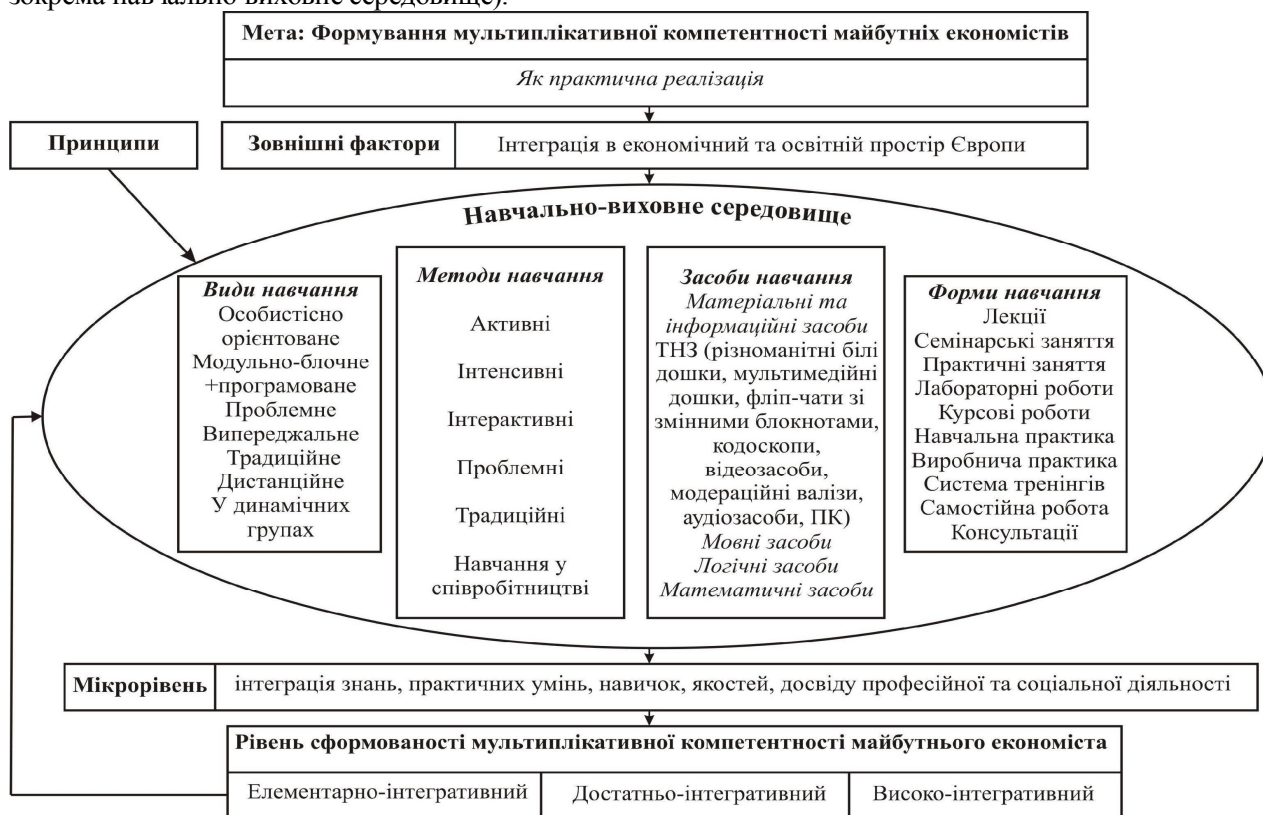 зокрема навчально-виховне середовище).
Мета: Формування мультиплікативної компетентності майбутніх економістів
Як практична реалізація
Принципи
Зовнішні фактори
Інтеграція в економічний та освітній простір Європи
Навчально-виховне середовище
Види навчання
Особистісно
орієнтоване
Модульно-блочне
+програмоване
Проблемне
Випереджальне
Традиційне
Дистанційне
У динамічних
групах
Методи навчання
Активні
Інтенсивні
Інтерактивні
Проблемні
Традиційні
Навчання у
співробітництві
Засоби навчання
Матеріальні та
інформаційні засоби
ТНЗ (різноманітні білі
дошки, мультимедійні
дошки, фліп-чати зі
змінними блокнотами,
кодоскопи,
відеозасоби,
модераційні валізи,
аудіозасоби, ПК)
Мовні засоби
Логічні засоби
Математичні засоби
Форми навчання
Лекції
Семінарські заняття
Практичні заняття
Лабораторні роботи
Курсові роботи
Навчальна практика
Виробнича практика
Система тренінгів
Самостійна робота
Консультації
Мікрорівень
інтеграція знань, практичних умінь, навичок, якостей, досвіду професійної та соціальної діяльності
Рівень сформованості мультиплікативної компетентності майбутнього економіста
Елементарно-інтегративний
Достатньо-інтегративний
Високо-інтегративний